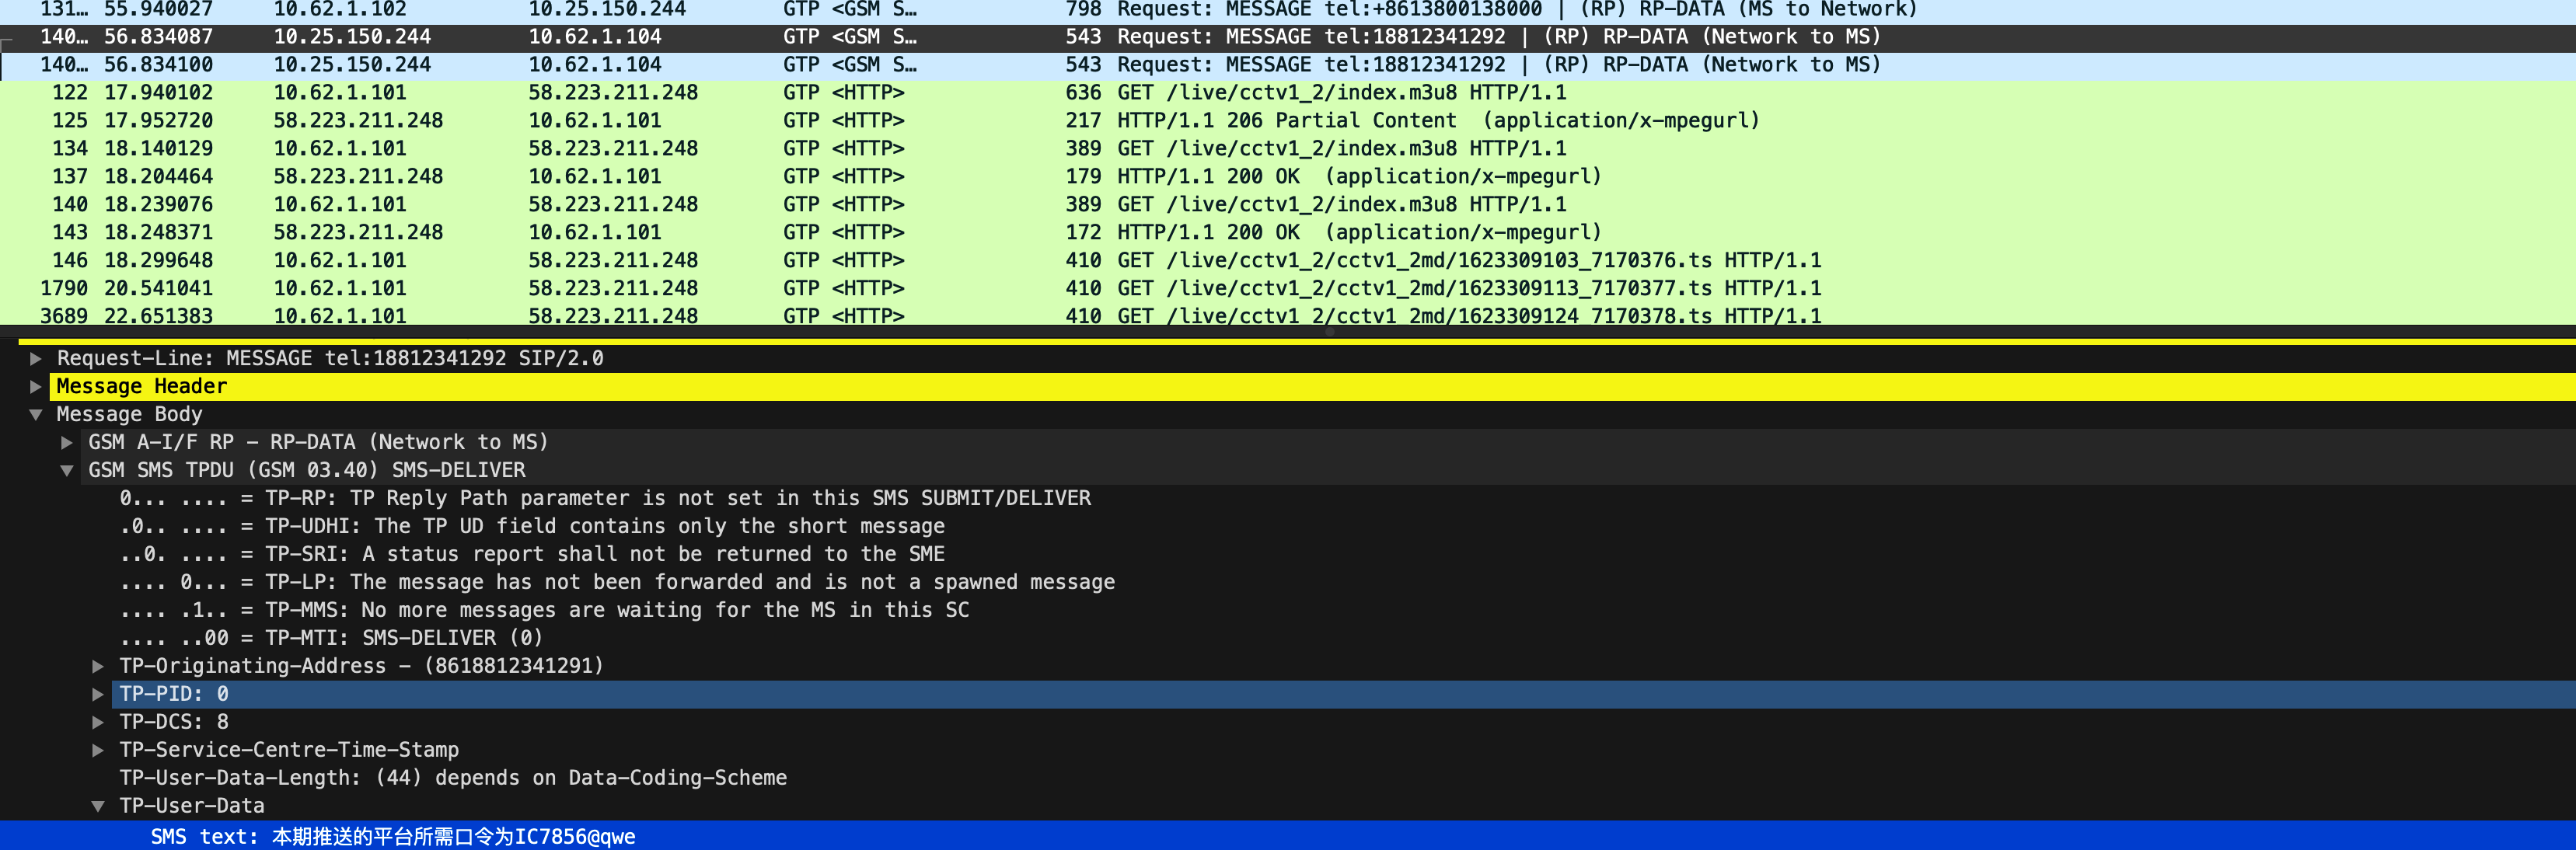 131… 55.940027 10.62.1.102 10.25.150.244 GTP <GSM S… 798 Request: MESSAGE tel:+8613800138000 | (RP) RP-DATA (MS to Network)
140… 56.834087 10.25.150.244 10.62.1.104 GTP <GSM S… 543 Request: MESSAGE tel:18812341292 | (RP) RP-DATA (Network to MS)
140… 56.834100 10.25.150.244 10.62.1.104 GTP <GSM S… 543 Request: MESSAGE tel:18812341292 | (RP) RP-DATA (Network to MS)
122 17.940102 10.62.1.101 58.223.211.248 GTP <HTTP> 636 GET /live/cctv1_2/index.m3u8 HTTP/1.1
125 17.952720 58.223.211.248 10.62.1.101 GTP <HTTP> 217 HTTP/1.1 206 Partial Content (application/x-mpegurl)
134 18.140129 10.62.1.101 58.223.211.248 GTP <HTTP> 389 GET /live/cctv1_2/index.m3u8 HTTP/1.1
137 18.204464 58.223.211.248 10.62.1.101 GTP <HTTP> 179 HTTP/1.1 200 OK (application/x-mpegurl)
140 18.239076 10.62.1.101 58.223.211.248 GTP <HTTP> 389 GET /live/cctv1_2/index.m3u8 HTTP/1.1
143 18.248371 58.223.211.248 10.62.1.101 GTP <HTTP> 172 HTTP/1.1 200 OK (application/x-mpegurl)
146 18.299648 10.62.1.101 58.223.211.248 GTP <HTTP> 410 GET /live/cctv1_2/cctv1_2md/1623309103_7170376.ts HTTP/1.1
1790 20.541041 10.62.1.101 58.223.211.248 GTP <HTTP> 410 GET /live/cctv1_2/cctv1_2md/1623309113_7170377.ts HTTP/1.1
3689 22.651383 10.62.1.101 58.223.211.248 GTP <HTTP> 410 GET /live/cctv1_2/cctv1_2md/1623309124_7170378.ts HTTP/1.1
Request-Line: MESSAGE tel:18812341292 SIP/2.0
Message Header
Message Body
GSM A-I/F RP - RP-DATA (Network to MS)
GSM SMS TPDU (GSM 03.40) SMS-DELIVER
0... .... = TP-RP: TP Reply Path parameter is not set in this SMS SUBMIT/DELIVER
.0.. .... = TP-UDHI: The TP UD field contains only the short message
..0. .... = TP-SRI: A status report shall not be returned to the SME
.... 0... = TP-LP: The message has not been forwarded and is not a spawned message
.... .1.. = TP-MMS: No more messages are waiting for the MS in this SC
.... ..00 = TP-MTI: SMS-DELIVER (0)
TP-Originating-Address - (8618812341291)
TP-PID: 0
TP-DCS: 8
TP-Service-Centre-Time-Stamp
TP-User-Data-Length: (44) depends on Data-Coding-Scheme
TP-User-Data
SMS text: 本期推送的平台所需口令为IC7856@qwe